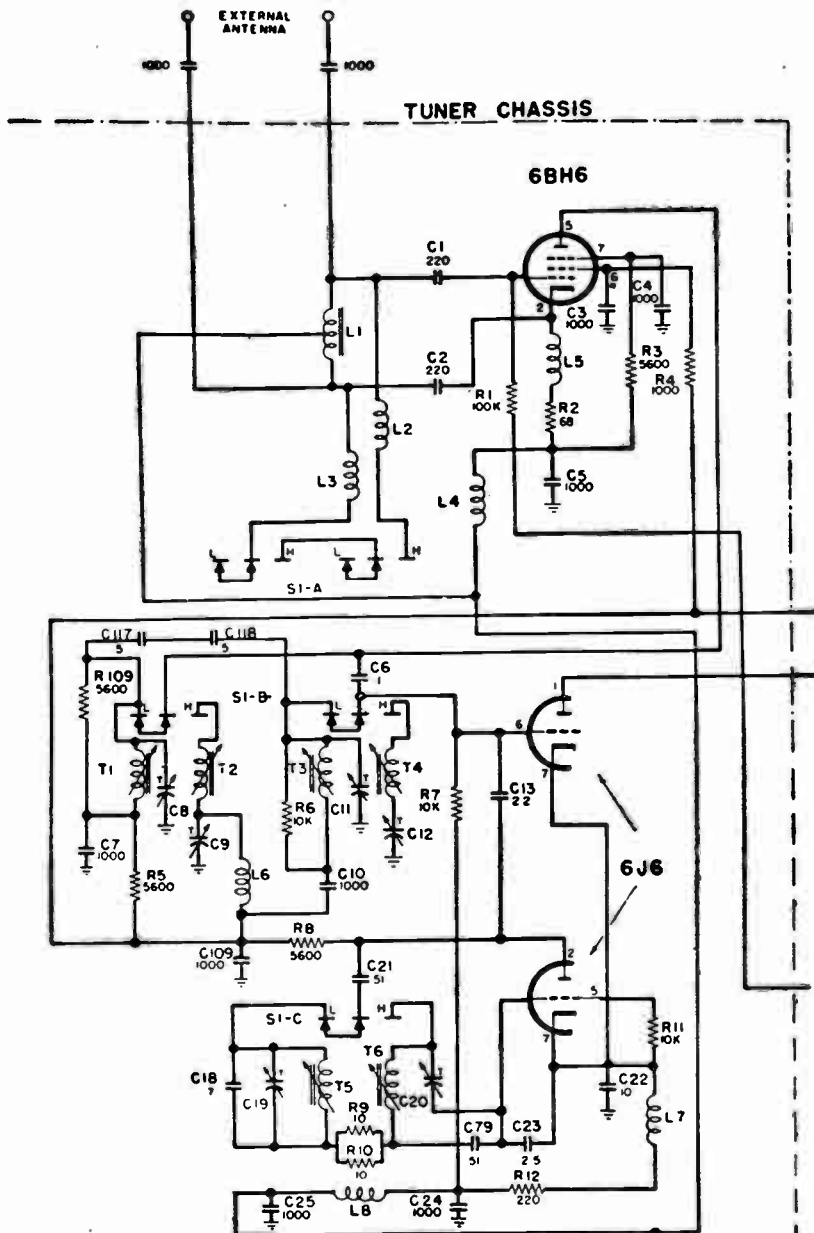 EXTERNAL
ANTENNA
1000
1000
TUNER CHASSIS
6BH6
5
7
6
2
C1
220
C2
220
C3
1000
C4
1000
L1
L2
L3
L4
L5
R1
100K
R2
68
R3
5600
R4
1000
C5
1000
L
H
L
H
S1-A
C117
5
C118
5
C6
1
R109
5600
L
H
S1-B
L
H
T1
T2
T3
T4
T
T
T
T
C8
C9
C11
C12
C7
1000
R5
5600
L6
R6
10K
C10
1000
R7
10K
C13
22
6
1
7
6J6
C109
1000
R8
5600
C21
51
S1-C
L
H
2
5
7
R11
10K
C18
7
C19
T
T5
T6
C20
T
R9
10
R10
10
C79
51
C23
2.5
C22
10
L7
C25
1000
L8
C24
1000
R12
220